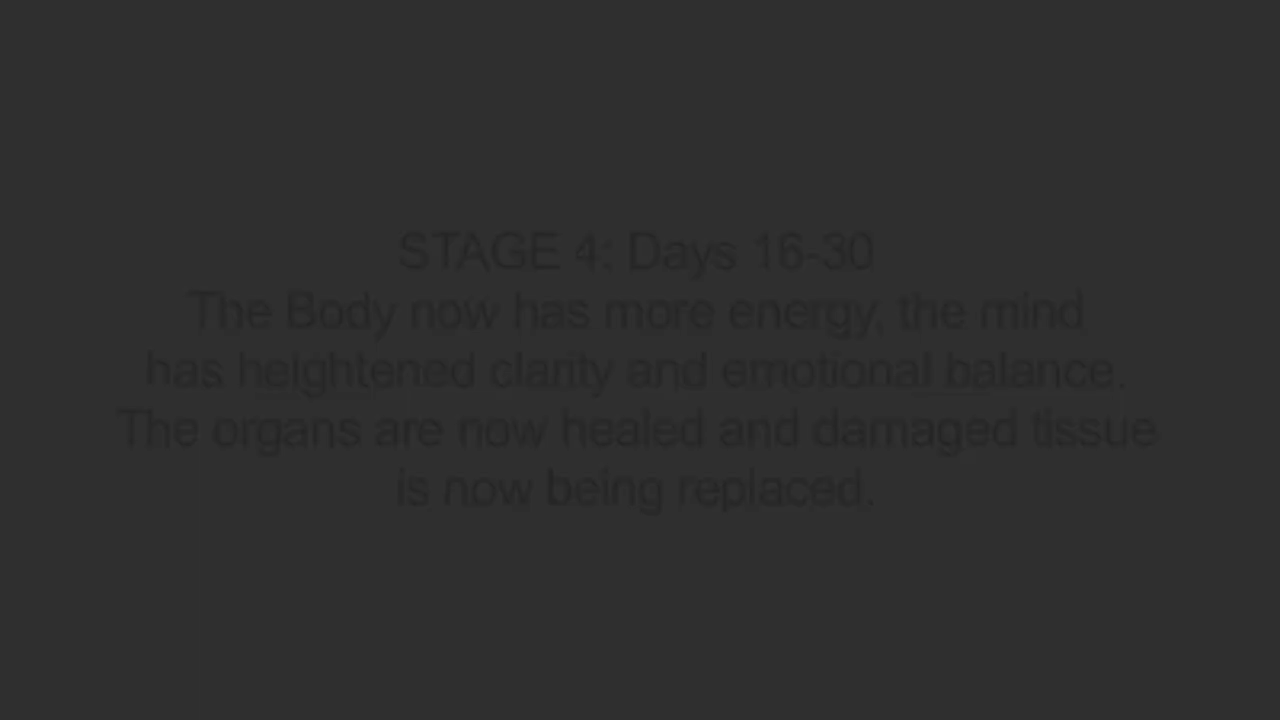 STAGE 4: Days 16-30
The Body now has more energy, the mind
has heightened clarity and emotional balance.
The organs are now healed and damaged tissue
is now being replaced.